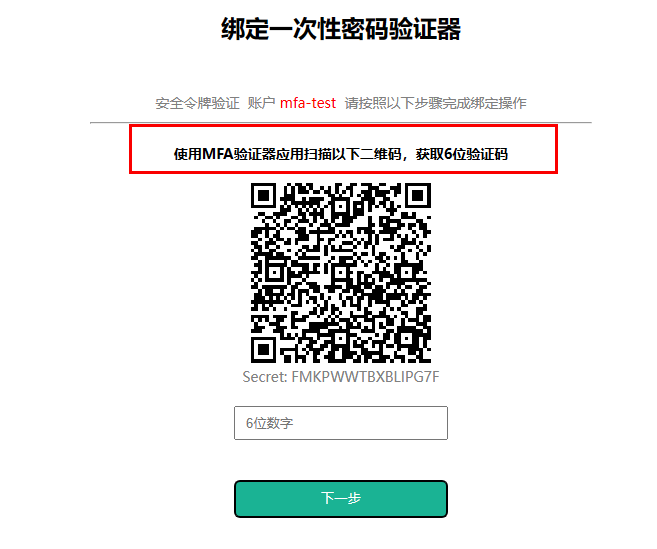 绑定一次性密码验证器
安全令牌验证 账户 mfa-test 请按照以下步骤完成绑定操作
使用MFA验证器应用扫描以下二维码，获取6位验证码
Secret: FMKPWWTBXBLIPG7F
6位数字
下一步